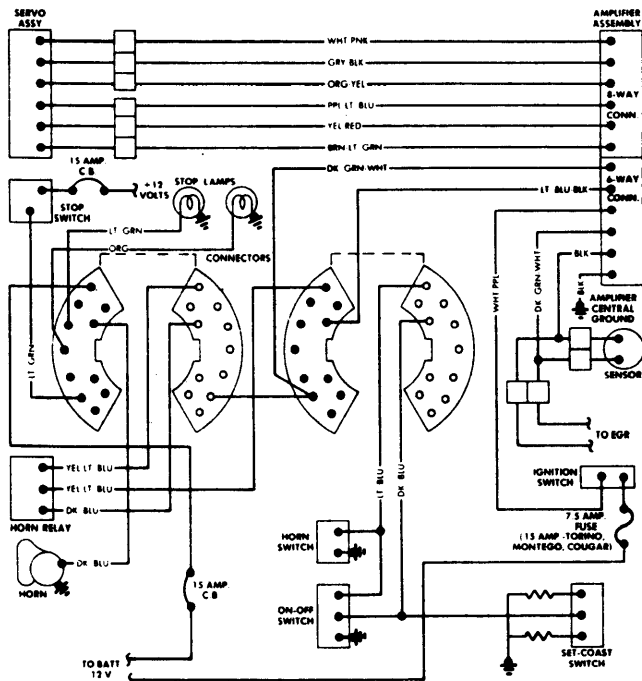 SERVO
ASSY
AMPLIFIER
ASSEMBLY
WHT PNK
GRY BLK
ORG-YEL
8-WAY
PPL LT BLU
CONN.
YEL RED
BRN LT GRN
DK GRN-WHT
6-WAY
15 AMP
C.B
+12
VOLTS
STOP LAMPS
LT BLU-BLK
CONN.
STOP
SWITCH
LT GRN
ORG
CONNECTORS
BLK
WHT PPL
DK GRN-WHT
BLK
AMPLIFIER
CENTRAL
GROUND
LT GRN
SENSOR
TO EGR
YEL LT BLU
LT BLU
DK BLU
IGNITION
SWITCH
YEL LT BLU
DK BLU
HORN RELAY
7.5 AMP.
FUSE
(15 AMP -TORINO,
MONTEGO, COUGAR)
HORN
SWITCH
DK BLU
HORN
15 AMP.
C.B
ON-OFF
SWITCH
TO BATT
12 V
SET-COAST
SWITCH